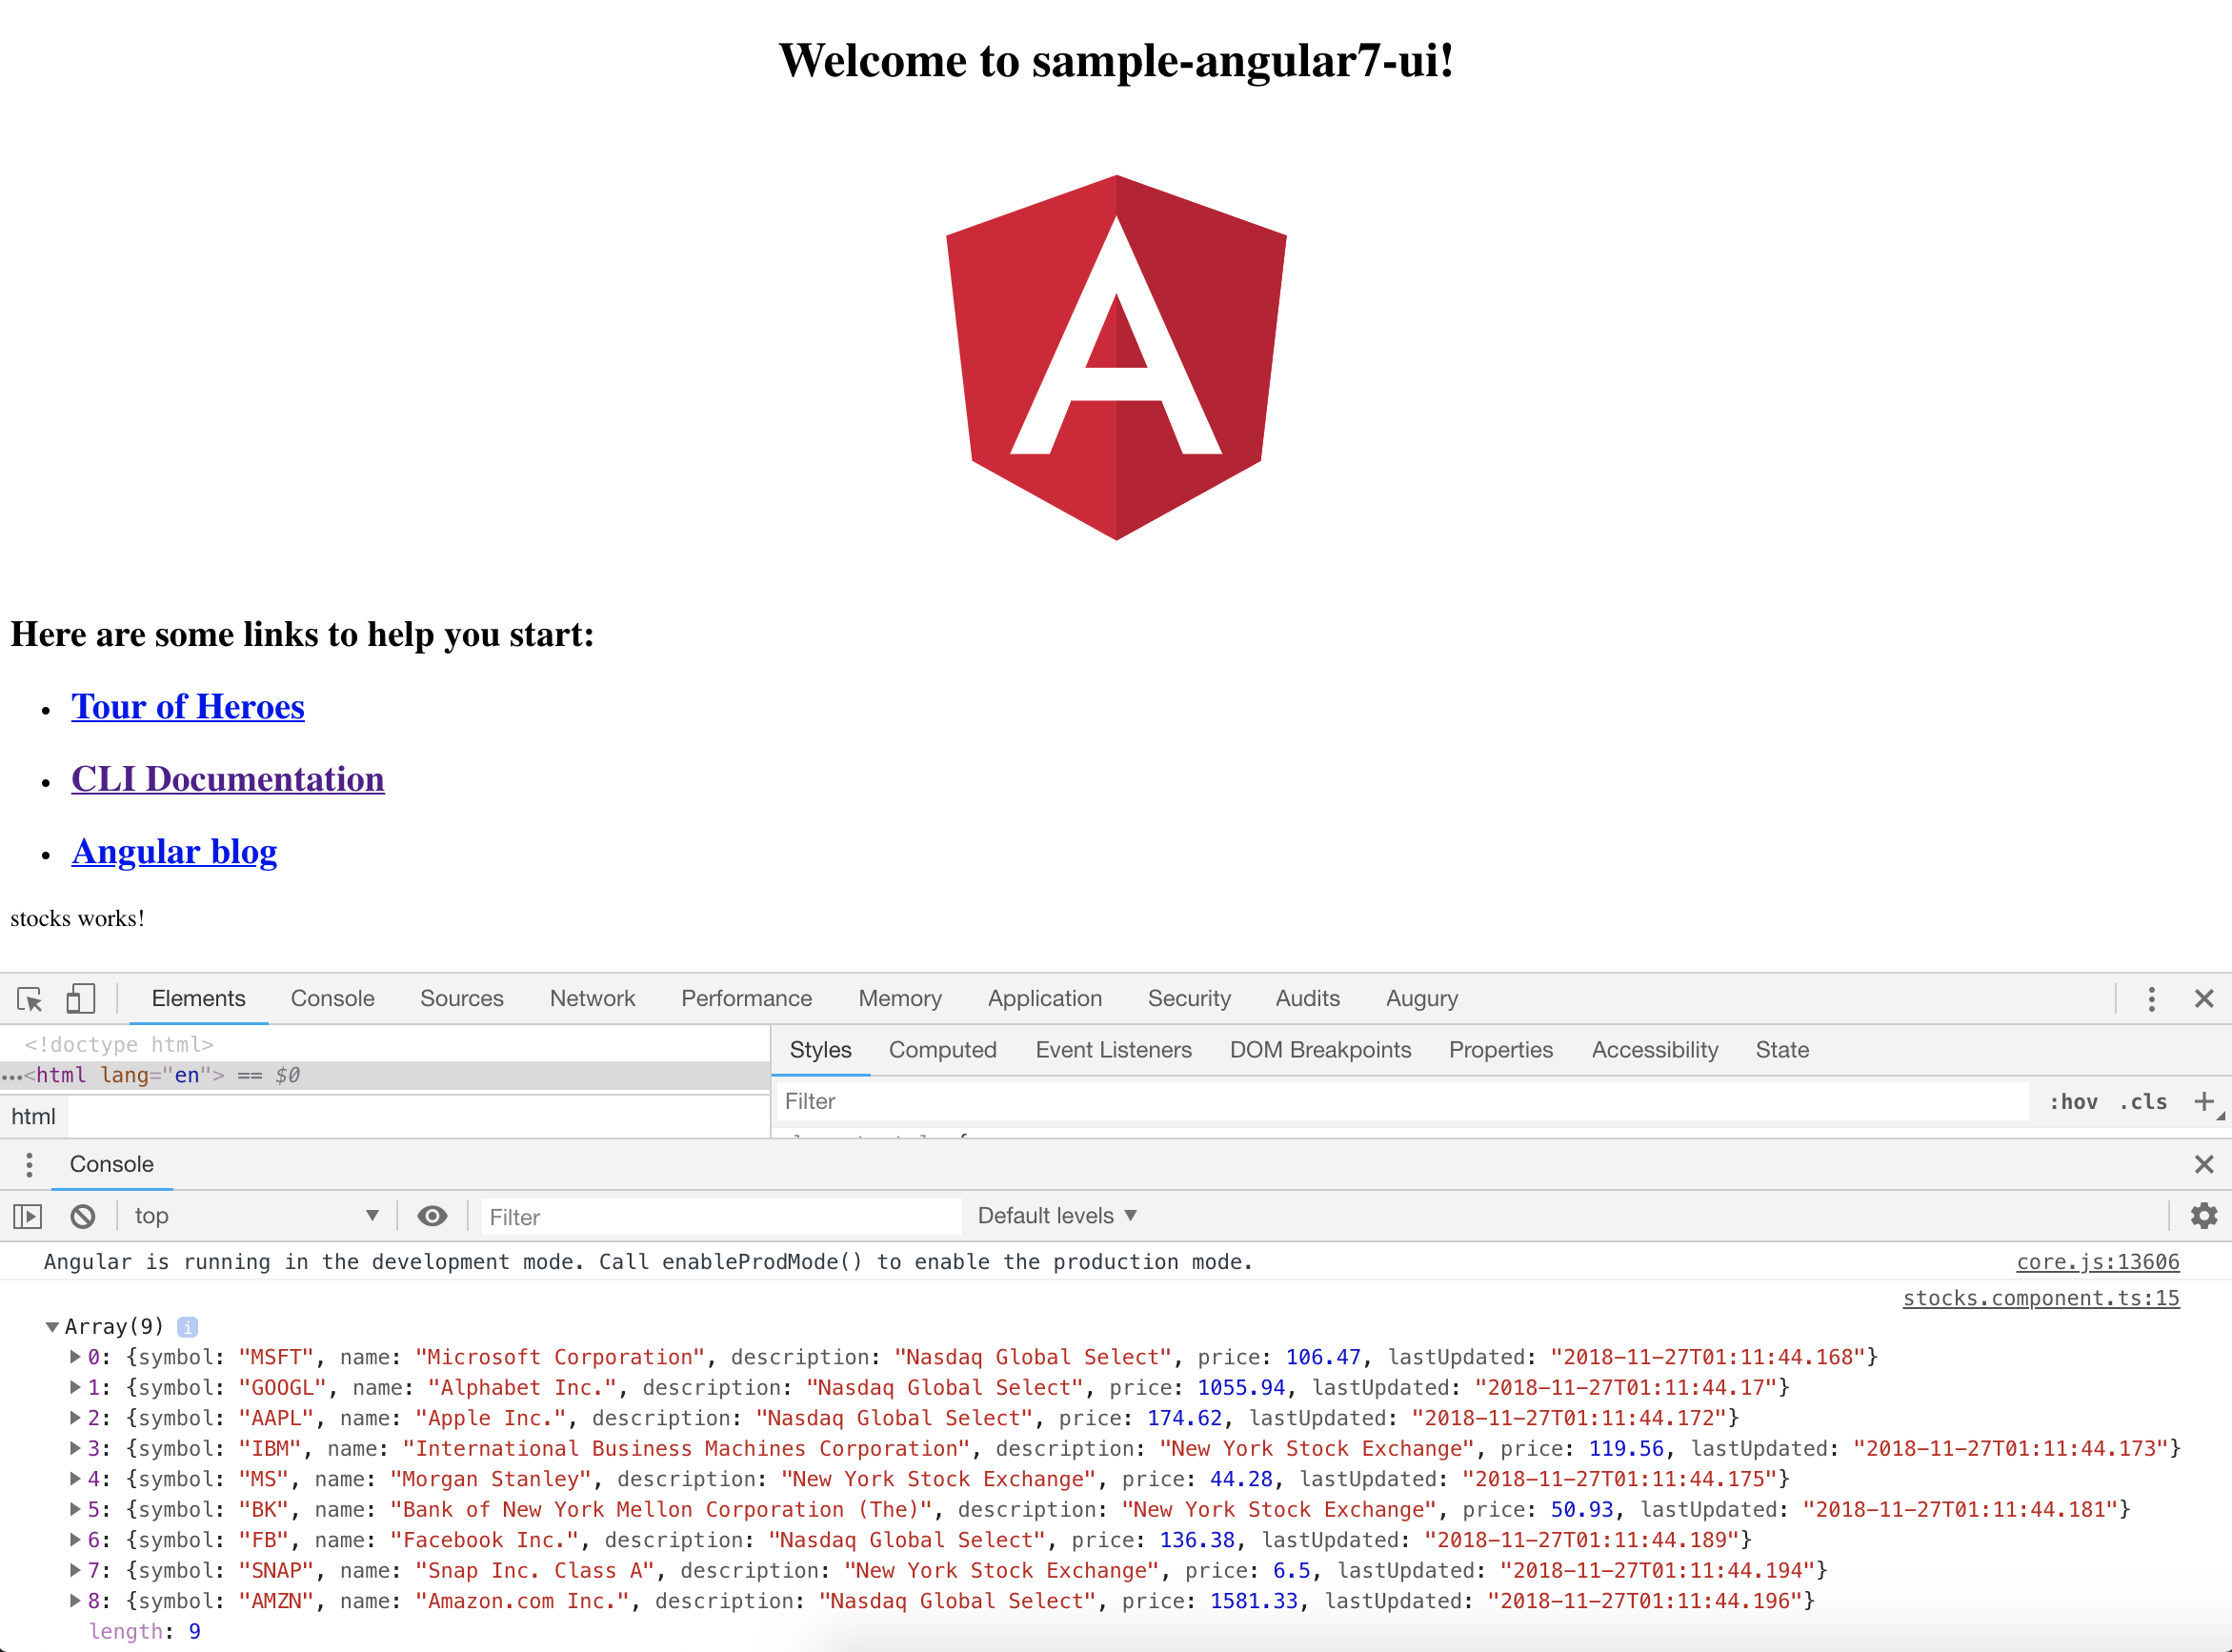 Welcome to sample-angular7-ui!
Here are some links to help you start:
Tour of Heroes
CLI Documentation
Angular blog
stocks works!
Elements Console Sources Network Performance Memory Application Security Audits Augury
<!doctype html>
…<html lang="en"> == $0
html
Styles Computed Event Listeners DOM Breakpoints Properties Accessibility State
Filter :hov .cls
Console
top Filter Default levels
Angular is running in the development mode. Call enableProdMode() to enable the production mode. core.js:13606
stocks.component.ts:15
Array(9) i
0: {symbol: "MSFT", name: "Microsoft Corporation", description: "Nasdaq Global Select", price: 106.47, lastUpdated: "2018-11-27T01:11:44.168"}
1: {symbol: "GOOGL", name: "Alphabet Inc.", description: "Nasdaq Global Select", price: 1055.94, lastUpdated: "2018-11-27T01:11:44.17"}
2: {symbol: "AAPL", name: "Apple Inc.", description: "Nasdaq Global Select", price: 174.62, lastUpdated: "2018-11-27T01:11:44.172"}
3: {symbol: "IBM", name: "International Business Machines Corporation", description: "New York Stock Exchange", price: 119.56, lastUpdated: "2018-11-27T01:11:44.173"}
4: {symbol: "MS", name: "Morgan Stanley", description: "New York Stock Exchange", price: 44.28, lastUpdated: "2018-11-27T01:11:44.175"}
5: {symbol: "BK", name: "Bank of New York Mellon Corporation (The)", description: "New York Stock Exchange", price: 50.93, lastUpdated: "2018-11-27T01:11:44.181"}
6: {symbol: "FB", name: "Facebook Inc.", description: "Nasdaq Global Select", price: 136.38, lastUpdated: "2018-11-27T01:11:44.189"}
7: {symbol: "SNAP", name: "Snap Inc. Class A", description: "New York Stock Exchange", price: 6.5, lastUpdated: "2018-11-27T01:11:44.194"}
8: {symbol: "AMZN", name: "Amazon.com Inc.", description: "Nasdaq Global Select", price: 1581.33, lastUpdated: "2018-11-27T01:11:44.196"}
length: 9